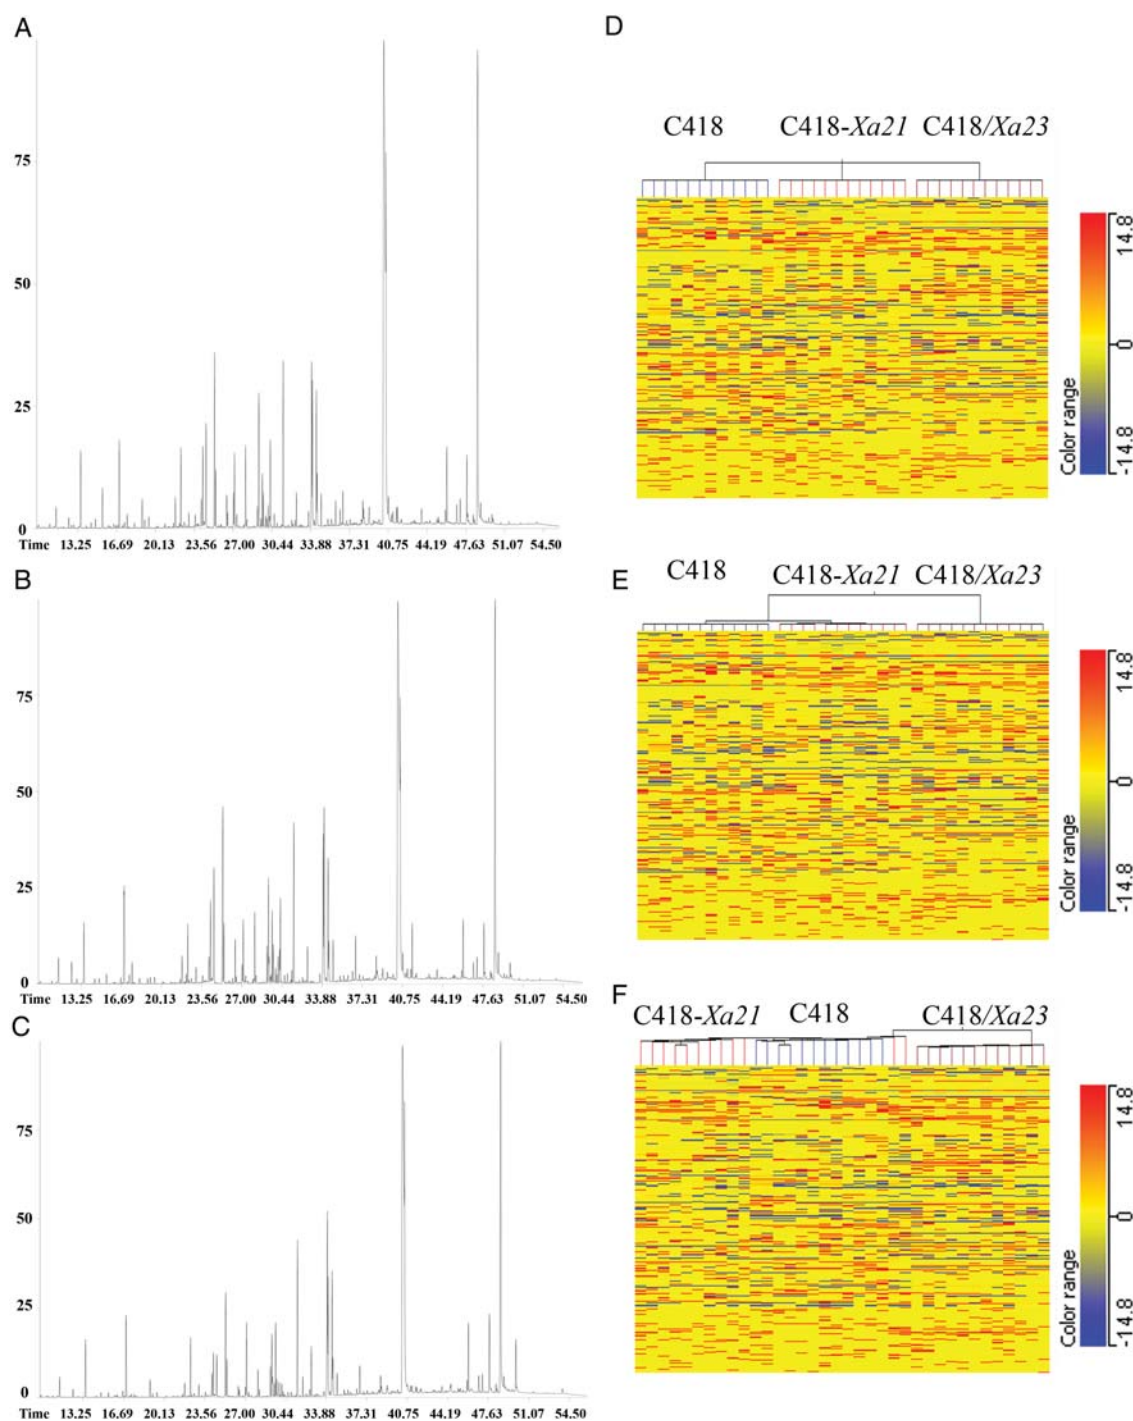 A
75
50
25
0
Time 13.25 16.69 20.13 23.56 27.00 30.44 33.88 37.31 40.75 44.19 47.63 51.07 54.50
B
75
50
25
0
Time 13.25 16.69 20.13 23.56 27.00 30.44 33.88 37.31 40.75 44.19 47.63 51.07 54.50
C
75
50
25
0
Time 13.25 16.69 20.13 23.56 27.00 30.44 33.88 37.31 40.75 44.19 47.63 51.07 54.50
D
C418 C418-Xa21 C418/Xa23
Color range
14.8
0
-14.8
E
C418 C418-Xa21 C418/Xa23
Color range
14.8
0
-14.8
F
C418-Xa21 C418 C418/Xa23
Color range
14.8
0
-14.8